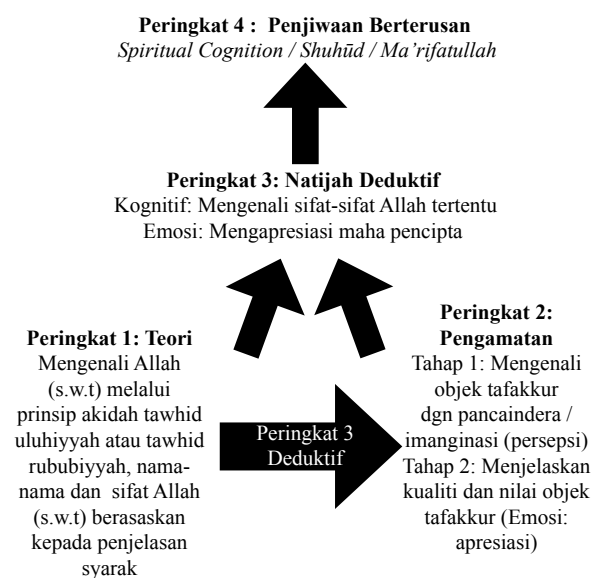 Peringkat 4 :  Penjiwaan Berterusan
Spiritual Cognition / Shuhūd / Ma’rifatullah
Peringkat 3: Natijah Deduktif
Kognitif: Mengenali sifat-sifat Allah tertentu
Emosi: Mengapresiasi maha pencipta
Peringkat 1: Teori
Mengenali Allah
(s.w.t) melalui
prinsip akidah tawhid
uluhiyyah atau tawhid
rububiyyah, nama-
nama dan  sifat Allah
(s.w.t) berasaskan
kepada penjelasan
syarak
Peringkat 3
Deduktif
Peringkat 2:
Pengamatan
Tahap 1: Mengenali
objek tafakkur
dgn pancaindera /
imanginasi (persepsi)
Tahap 2: Menjelaskan
kualiti dan nilai objek
tafakkur (Emosi:
apresiasi)